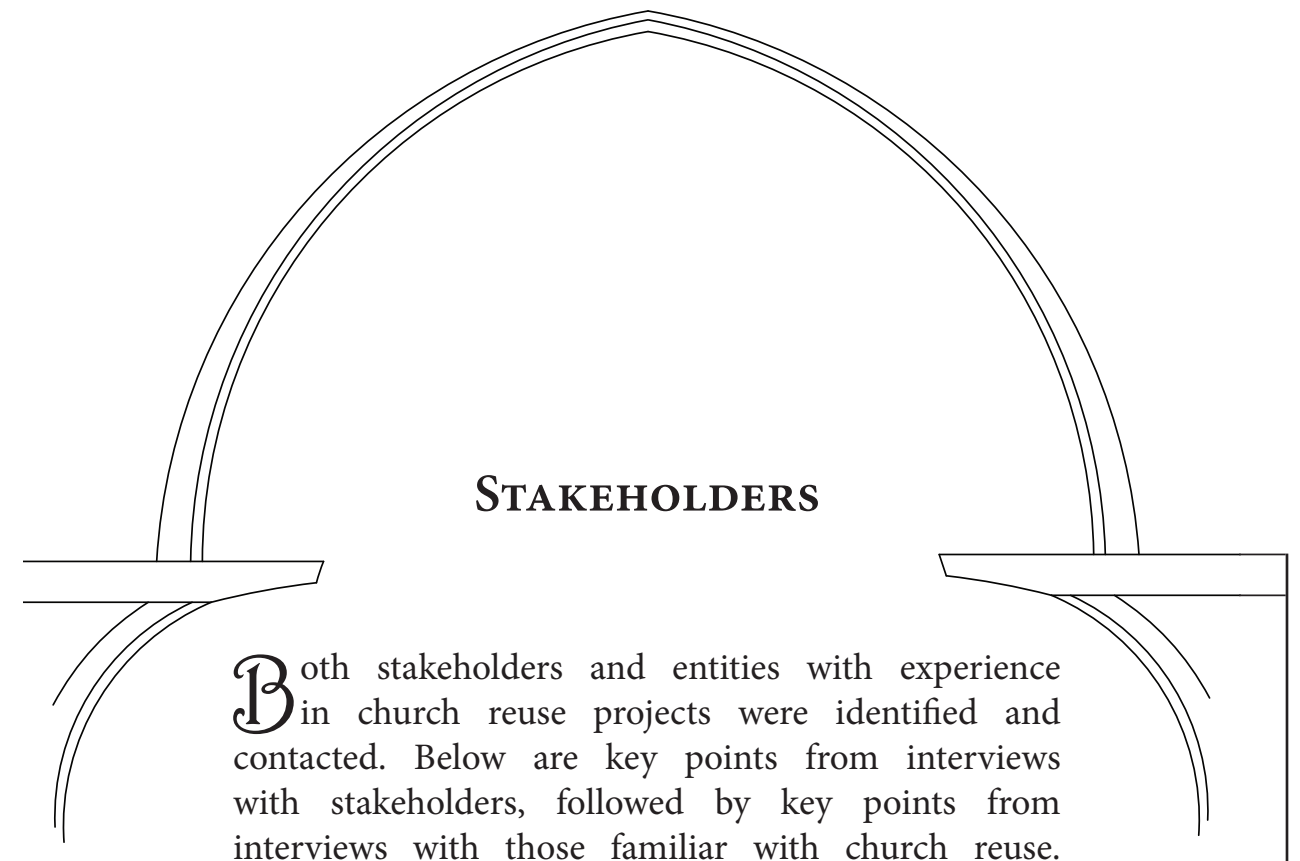 Stakeholders
Both stakeholders and entities with experience
in church reuse projects were identified and
contacted. Below are key points from interviews
with stakeholders, followed by key points from
interviews with those familiar with church reuse.